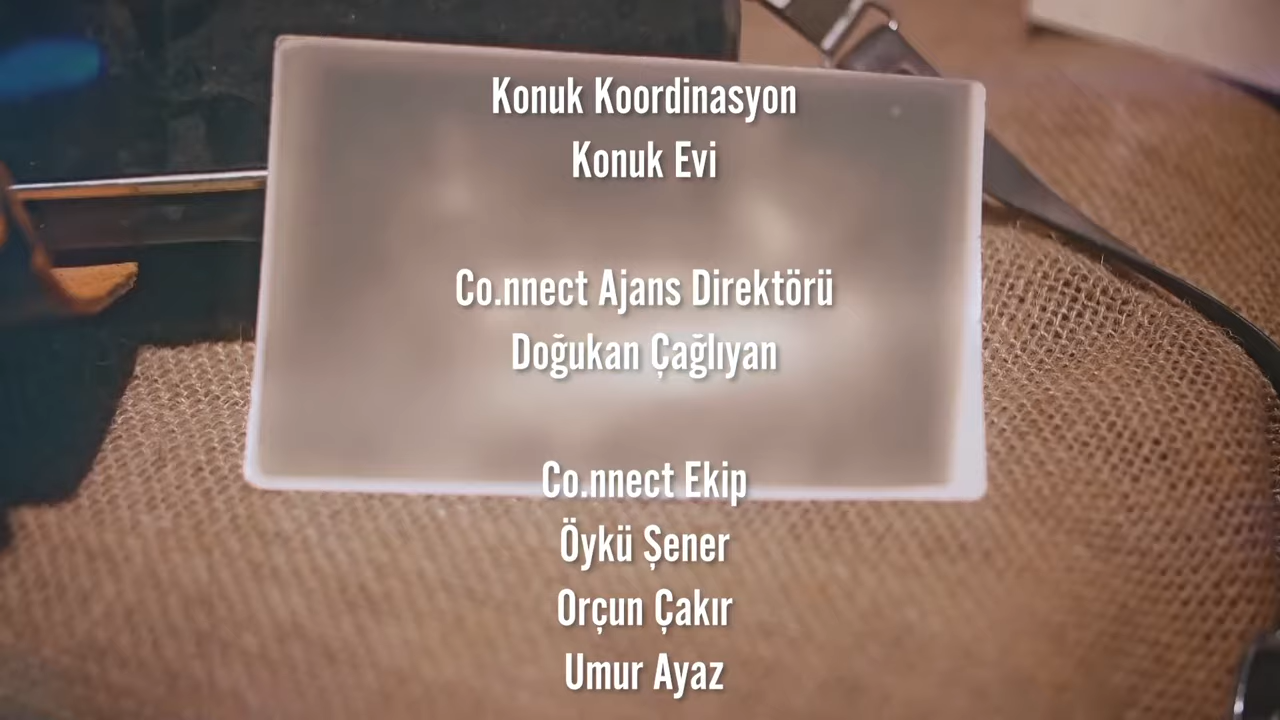 Konuk Koordinasyon
Konuk Evi
Co.nnect Ajans Direktörü
Doğukan Çağlıyan
Co.nnect Ekip
Öykü Şener
Orçun Çakır
Umur Ayaz